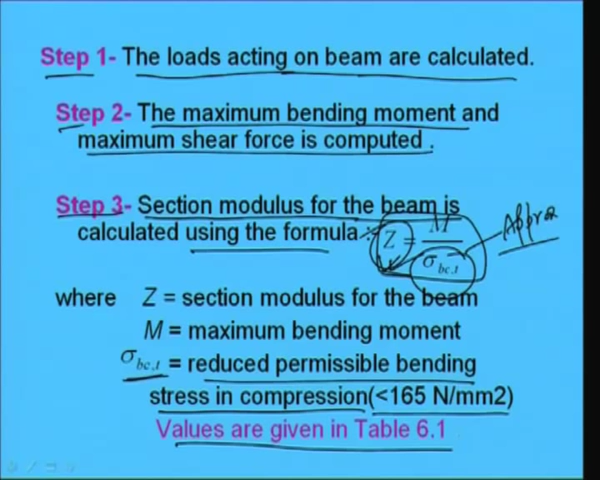 Step 1- The loads acting on beam are calculated.
Step 2- The maximum bending moment and
maximum shear force is computed .
Step 3- Section modulus for the beam is
calculated using the formula :- Z = M / σbc,t
Approx
where Z = section modulus for the beam
M = maximum bending moment
σbc,t = reduced permissible bending
stress in compression(<165 N/mm2)
Values are given in Table 6.1